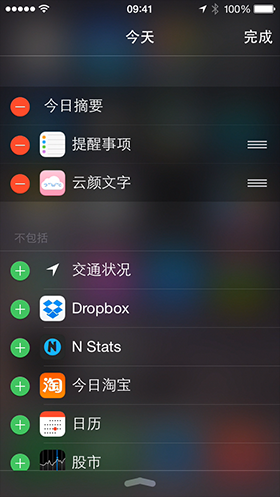 09:41 100%
今天 完成
今日摘要
提醒事项
云颜文字
不包括
交通状况
Dropbox
N N Stats
淘 今日淘宝
日历
股市